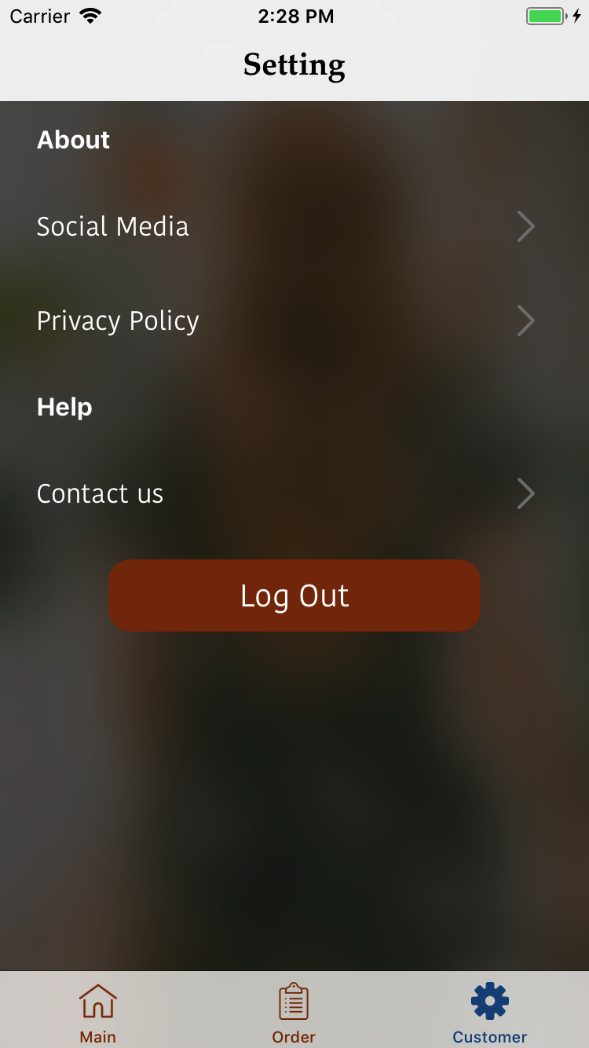 Carrier 2:28 PM
Setting
About
Social Media
Privacy Policy
Help
Contact us
Log Out
Main Order Customer